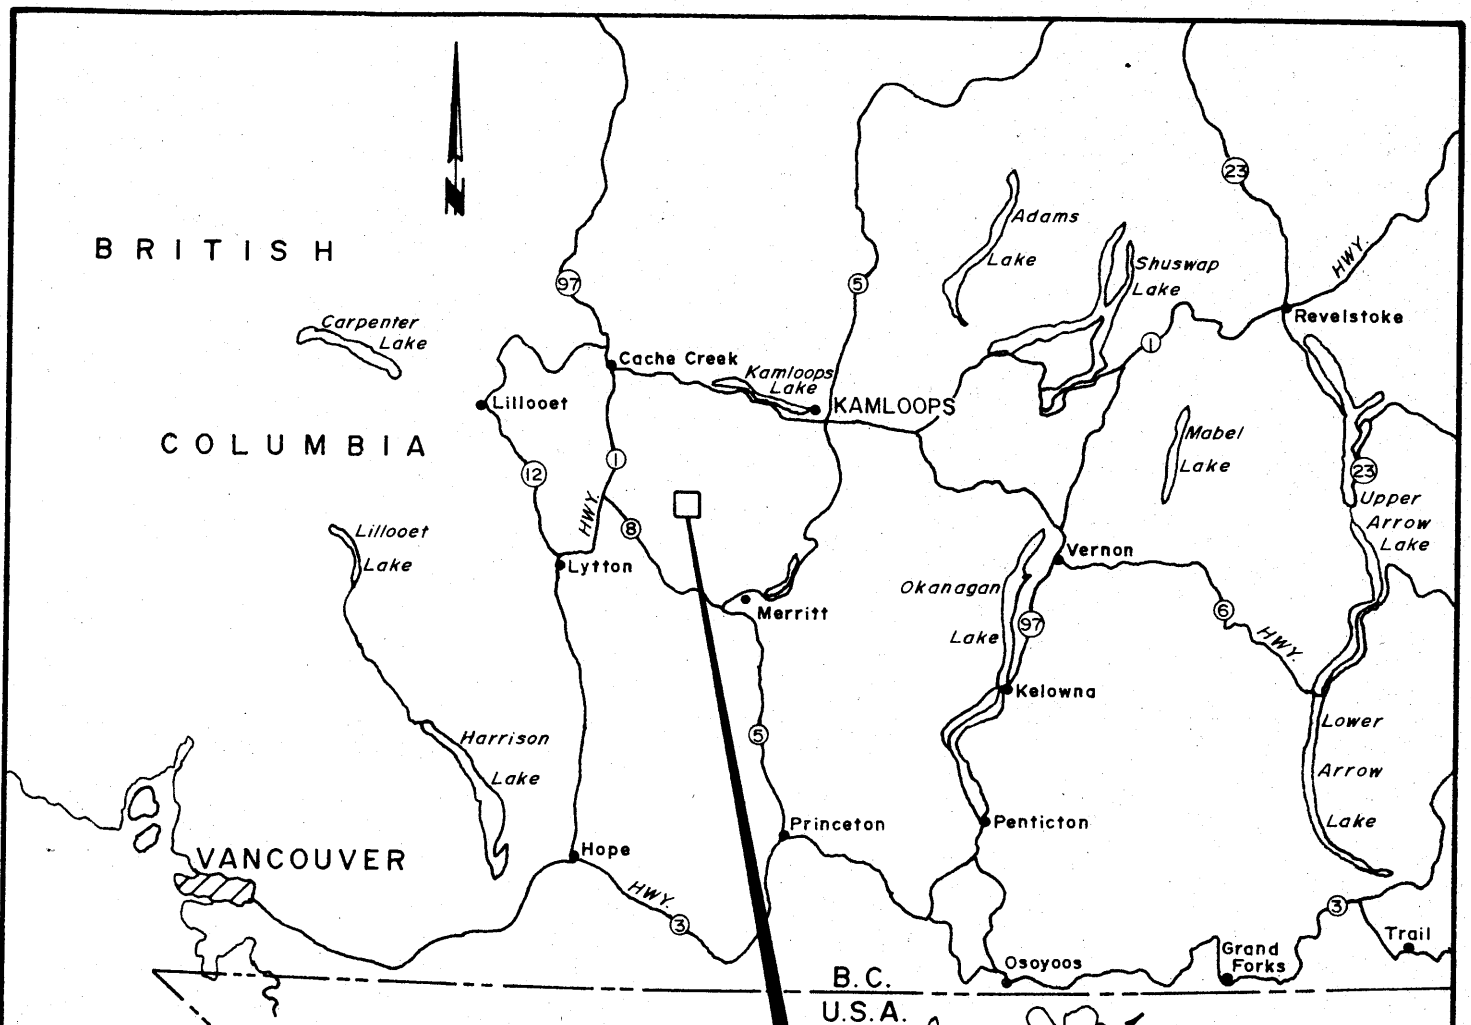 N
BRITISH
COLUMBIA
23
Adams
Lake
Shuswap
Lake
HWY.
97
5
Revelstoke
Carpenter
Lake
1
Cache Creek
Kamloops
Lake
KAMLOOPS
Lillooet
Mabel
Lake
12
1
HWY.
8
23
Upper
Arrow
Lake
Lillooet
Lake
Lytton
Vernon
Okanagan
Lake
97
Merritt
6
HWY.
Kelowna
Lower
Arrow
Lake
Harrison
Lake
5
Princeton
Penticton
Hope
VANCOUVER
HWY.
3
3
Trail
Grand
Forks
Osoyoos
B.C.
U.S.A.